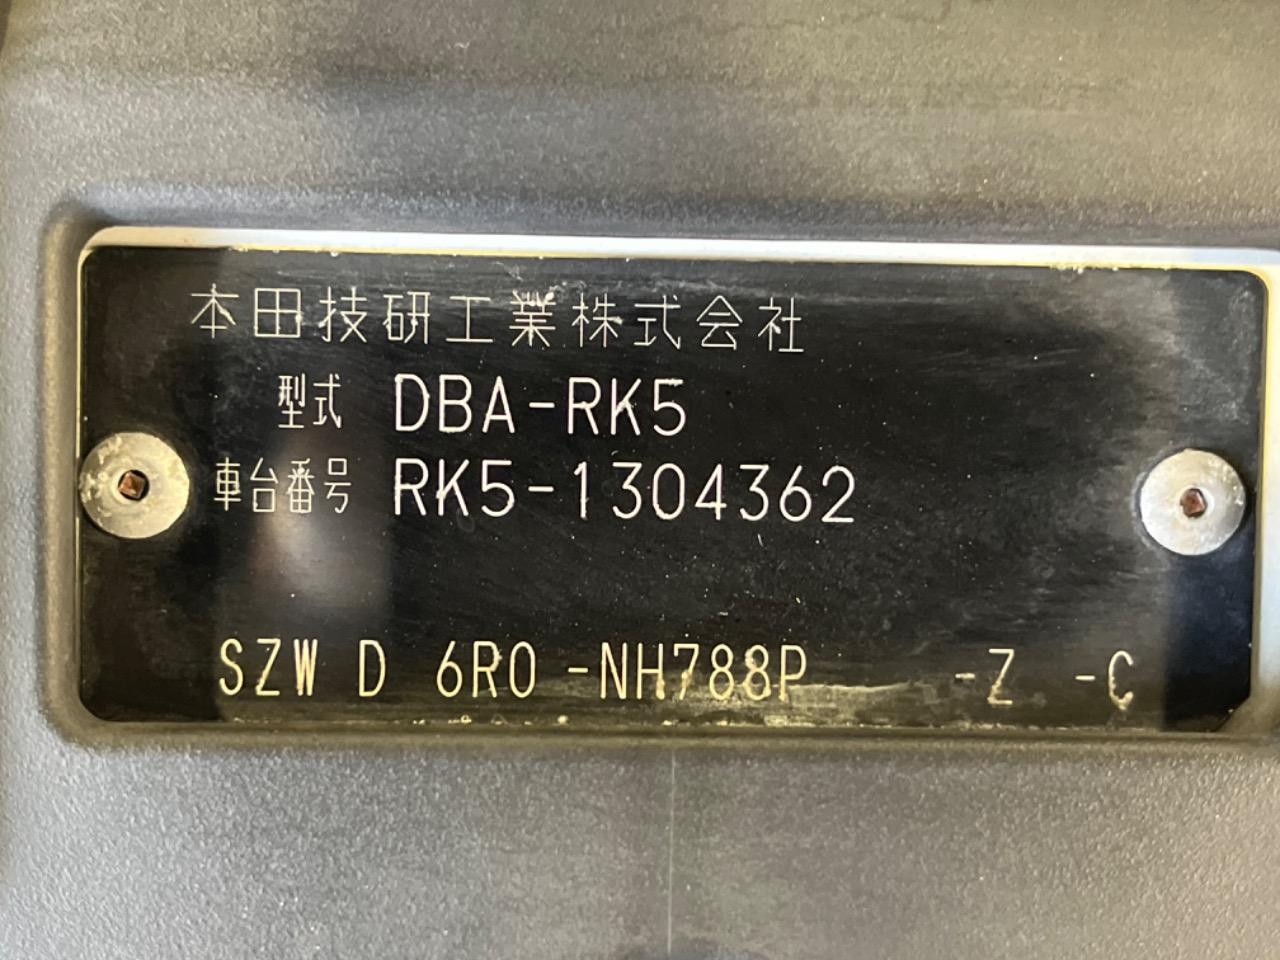 本田技研工業株式会社
型式 DBA-RK5
車台番号 RK5-1304362
SZW D 6R0 -NH788P -Z -C